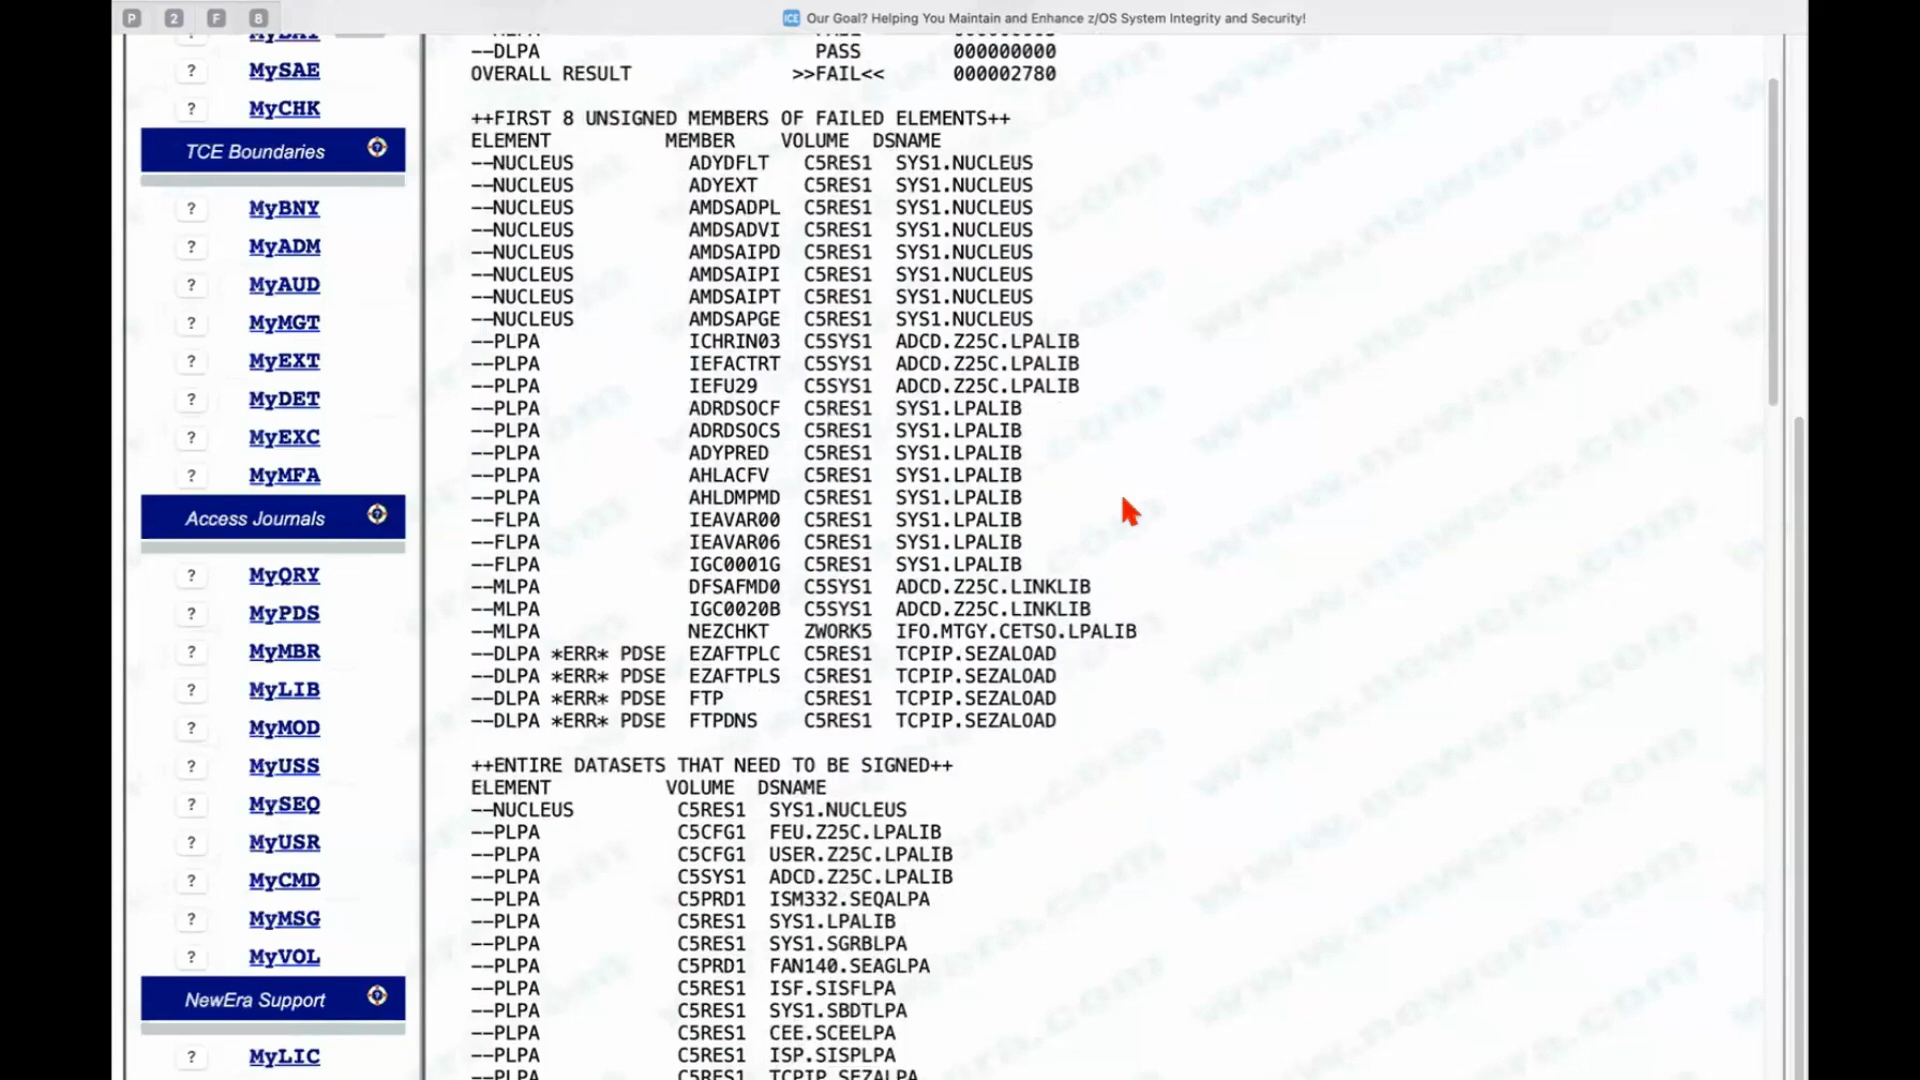 P 2 F 8
ICE Our Goal? Helping You Maintain and Enhance z/OS System Integrity and Security!
? MySAE
? MyCHK
TCE Boundaries
? MyBNY
? MyADM
? MyAUD
? MyMGT
? MyEXT
? MyDET
? MyEXC
? MyMFA
Access Journals
? MyQRY
? MyPDS
? MyMBR
? MyLIB
? MyMOD
? MyUSS
? MySEQ
? MyUSR
? MyCMD
? MyMSG
? MyVOL
NewEra Support
? MyLIC
--DLPA PASS 000000000
OVERALL RESULT >>FAIL<< 000002780
++FIRST 8 UNSIGNED MEMBERS OF FAILED ELEMENTS++
ELEMENT MEMBER VOLUME DSNAME
--NUCLEUS ADYDFLT C5RES1 SYS1.NUCLEUS
--NUCLEUS ADYEXT C5RES1 SYS1.NUCLEUS
--NUCLEUS AMDSADPL C5RES1 SYS1.NUCLEUS
--NUCLEUS AMDSADVI C5RES1 SYS1.NUCLEUS
--NUCLEUS AMDSAIPD C5RES1 SYS1.NUCLEUS
--NUCLEUS AMDSAIPI C5RES1 SYS1.NUCLEUS
--NUCLEUS AMDSAIPT C5RES1 SYS1.NUCLEUS
--NUCLEUS AMDSAPGE C5RES1 SYS1.NUCLEUS
--PLPA ICHRIN03 C5SYS1 ADCD.Z25C.LPALIB
--PLPA IEFACTRT C5SYS1 ADCD.Z25C.LPALIB
--PLPA IEFU29 C5SYS1 ADCD.Z25C.LPALIB
--PLPA ADRDSOCF C5RES1 SYS1.LPALIB
--PLPA ADRDSOCS C5RES1 SYS1.LPALIB
--PLPA ADYPRED C5RES1 SYS1.LPALIB
--PLPA AHLACFV C5RES1 SYS1.LPALIB
--PLPA AHLDMPMD C5RES1 SYS1.LPALIB
--FLPA IEAVAR00 C5RES1 SYS1.LPALIB
--FLPA IEAVAR06 C5RES1 SYS1.LPALIB
--FLPA IGC0001G C5RES1 SYS1.LPALIB
--MLPA DFSAFMD0 C5SYS1 ADCD.Z25C.LINKLIB
--MLPA IGC0020B C5SYS1 ADCD.Z25C.LINKLIB
--MLPA NEZCHKT ZWORK5 IFO.MTGY.CETSO.LPALIB
--DLPA *ERR* PDSE EZAFTPLC C5RES1 TCPIP.SEZALOAD
--DLPA *ERR* PDSE EZAFTPLS C5RES1 TCPIP.SEZALOAD
--DLPA *ERR* PDSE FTP C5RES1 TCPIP.SEZALOAD
--DLPA *ERR* PDSE FTPDNS C5RES1 TCPIP.SEZALOAD
++ENTIRE DATASETS THAT NEED TO BE SIGNED++
ELEMENT VOLUME DSNAME
--NUCLEUS C5RES1 SYS1.NUCLEUS
--PLPA C5CFG1 FEU.Z25C.LPALIB
--PLPA C5CFG1 USER.Z25C.LPALIB
--PLPA C5SYS1 ADCD.Z25C.LPALIB
--PLPA C5PRD1 ISM332.SEQALPA
--PLPA C5RES1 SYS1.LPALIB
--PLPA C5RES1 SYS1.SGRBLPA
--PLPA C5PRD1 FAN140.SEAGLPA
--PLPA C5RES1 ISF.SISFLPA
--PLPA C5RES1 SYS1.SBDTLPA
--PLPA C5RES1 CEE.SCEELPA
--PLPA C5RES1 ISP.SISPLPA
--PLPA C5RES1 TCPIP.SEZALPA